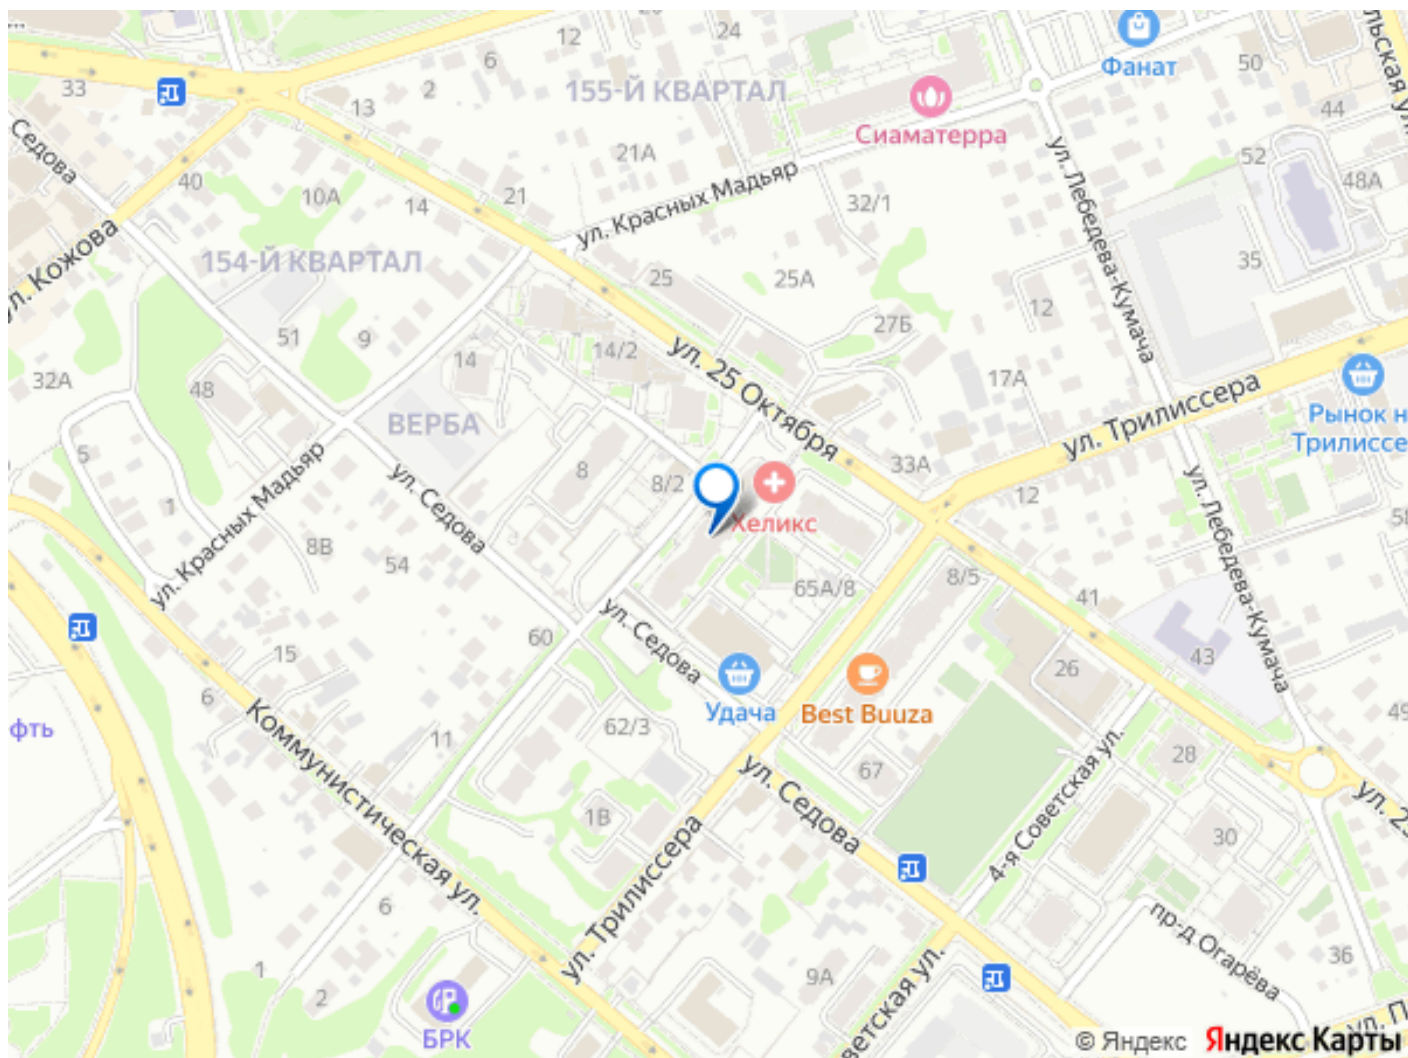 24
12
6
Фанат
50
155-Й КВАРТАЛ
2
33
13
44
Сиаматерра
Седова
21А
52
48А
40
10А
14
21
ул. Красных Мадьяр
32/1
ул. Лебедева-Кумача
ул. Кожова
154-Й КВАРТАЛ
25
25А
35
12
27Б
51
9
14
14/2
ул. 25 Октября
32А
48
17А
ул. Трилиссера
Рынок н
Трилиссе
ВЕРБА
5
8
8/2
33А
ул. Седова
1
12
Хеликс
ул. Красных Мадьяр
8В
54
65А/8
8/5
41
ул. Лебедева-Кумача
ул. Седова
60
15
43
26
6
фть
Удача
Best Buuza
62/3
11
Коммунистическая ул.
67
28
4-я Советская ул.
ул. Седова
1В
30
ул. Трилиссера
6
пр-д Огарёва
36
1
2
9А
БРК
© Яндекс
Яндекс Карты